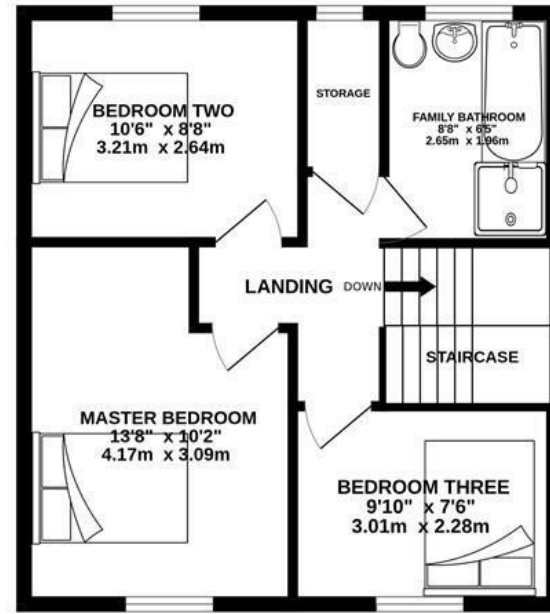 BEDROOM TWO
10'6" x 8'8"
3.21m x 2.64m
STORAGE
FAMILY BATHROOM
8'8" x 6'5"
2.65m x 1.96m
LANDING
DOWN
STAIRCASE
MASTER BEDROOM
13'8" x 10'2"
4.17m x 3.09m
BEDROOM THREE
9'10" x 7'6"
3.01m x 2.28m